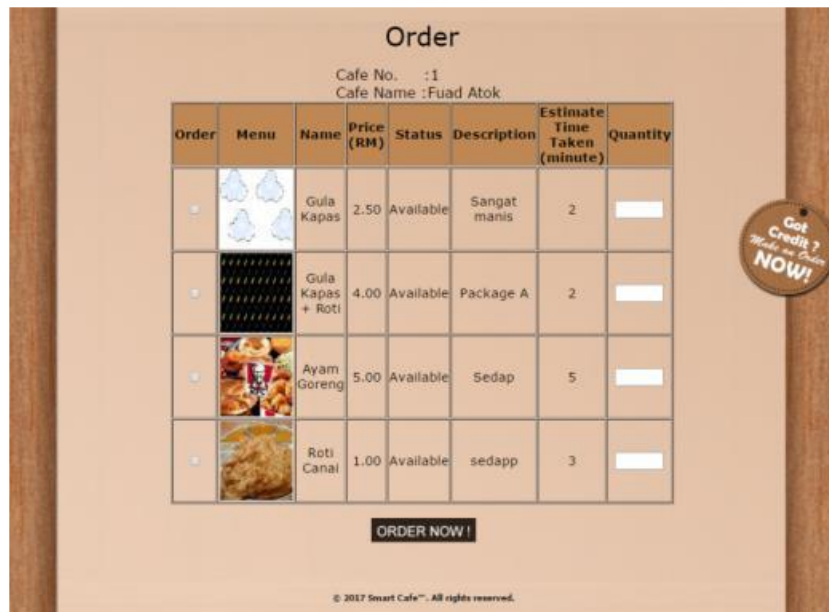 Order
Cafe No. :1
Cafe Name :Fuad Atok
Order Menu Name Price (RM) Status Description Estimate Time Taken (minute) Quantity
Gula Kapas 2.50 Available Sangat manis 2
Gula Kapas + Roti 4.00 Available Package A 2
Ayam Goreng 5.00 Available Sedap 5
Roti Canai 1.00 Available sedapp 3
Got
Credit ?
Make an Order
NOW!
ORDER NOW !
© 2017 Smart Cafe™. All rights reserved.